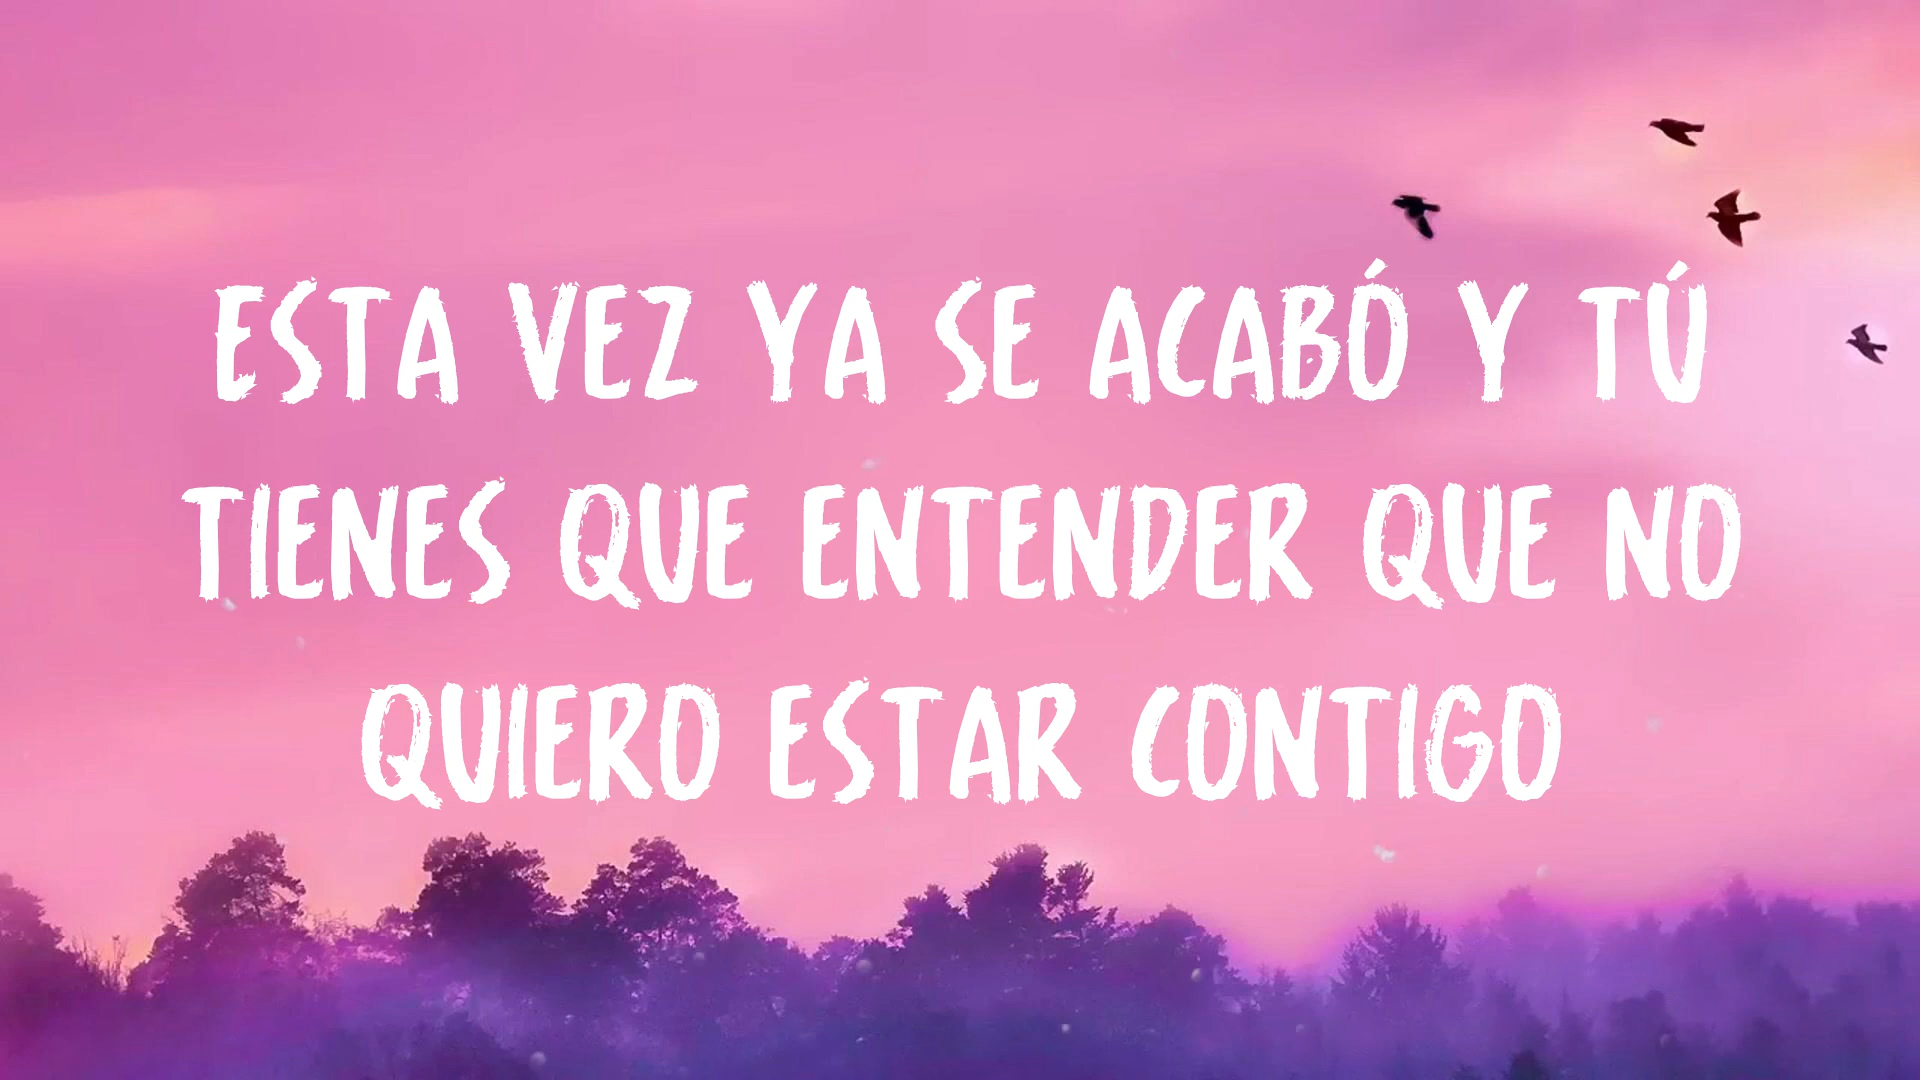 ESTA VEZ YA SE ACABÓ Y TÚ
TIENES QUE ENTENDER QUE NO
QUIERO ESTAR CONTIGO